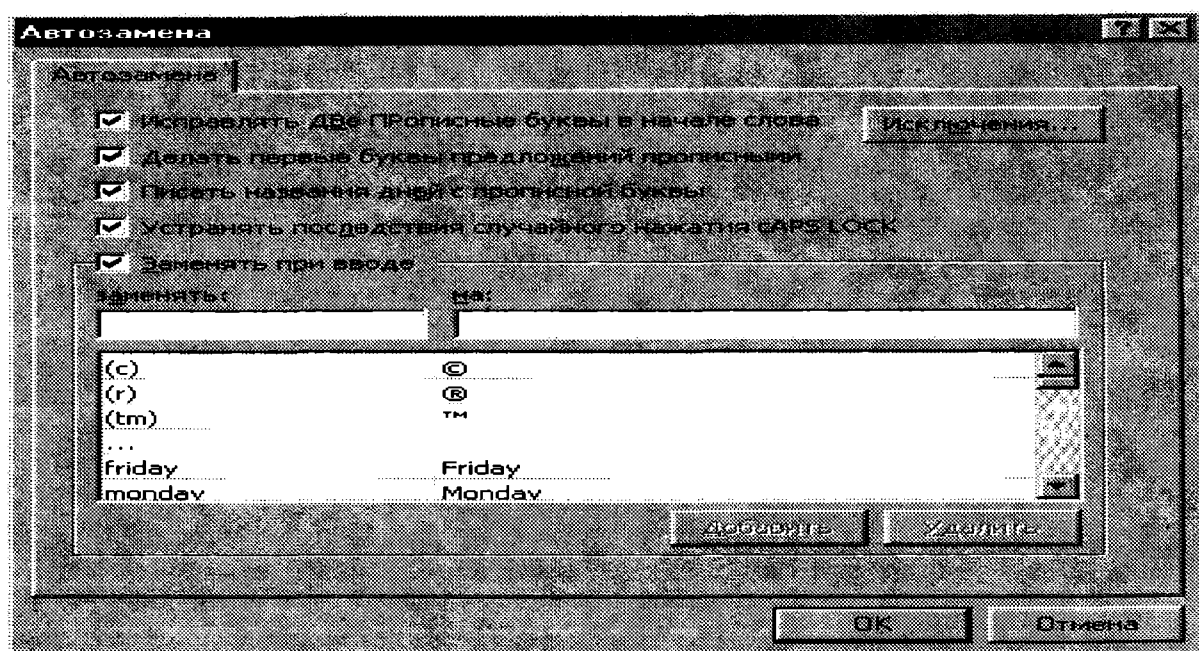 Автозамена
Автозамена
Исправлять ДВе ПРописные буквы в начале слова
Исключения...
Делать первые буквы предложений прописными
Писать названия дней с прописной буквы
Устранять последствия случайного нажатия cAPS LOCK
Заменять при вводе
заменять: на:
(c) ©
(r) ®
(tm) ™
...
friday Friday
monday Monday
Добавить Удалить
OK Отмена